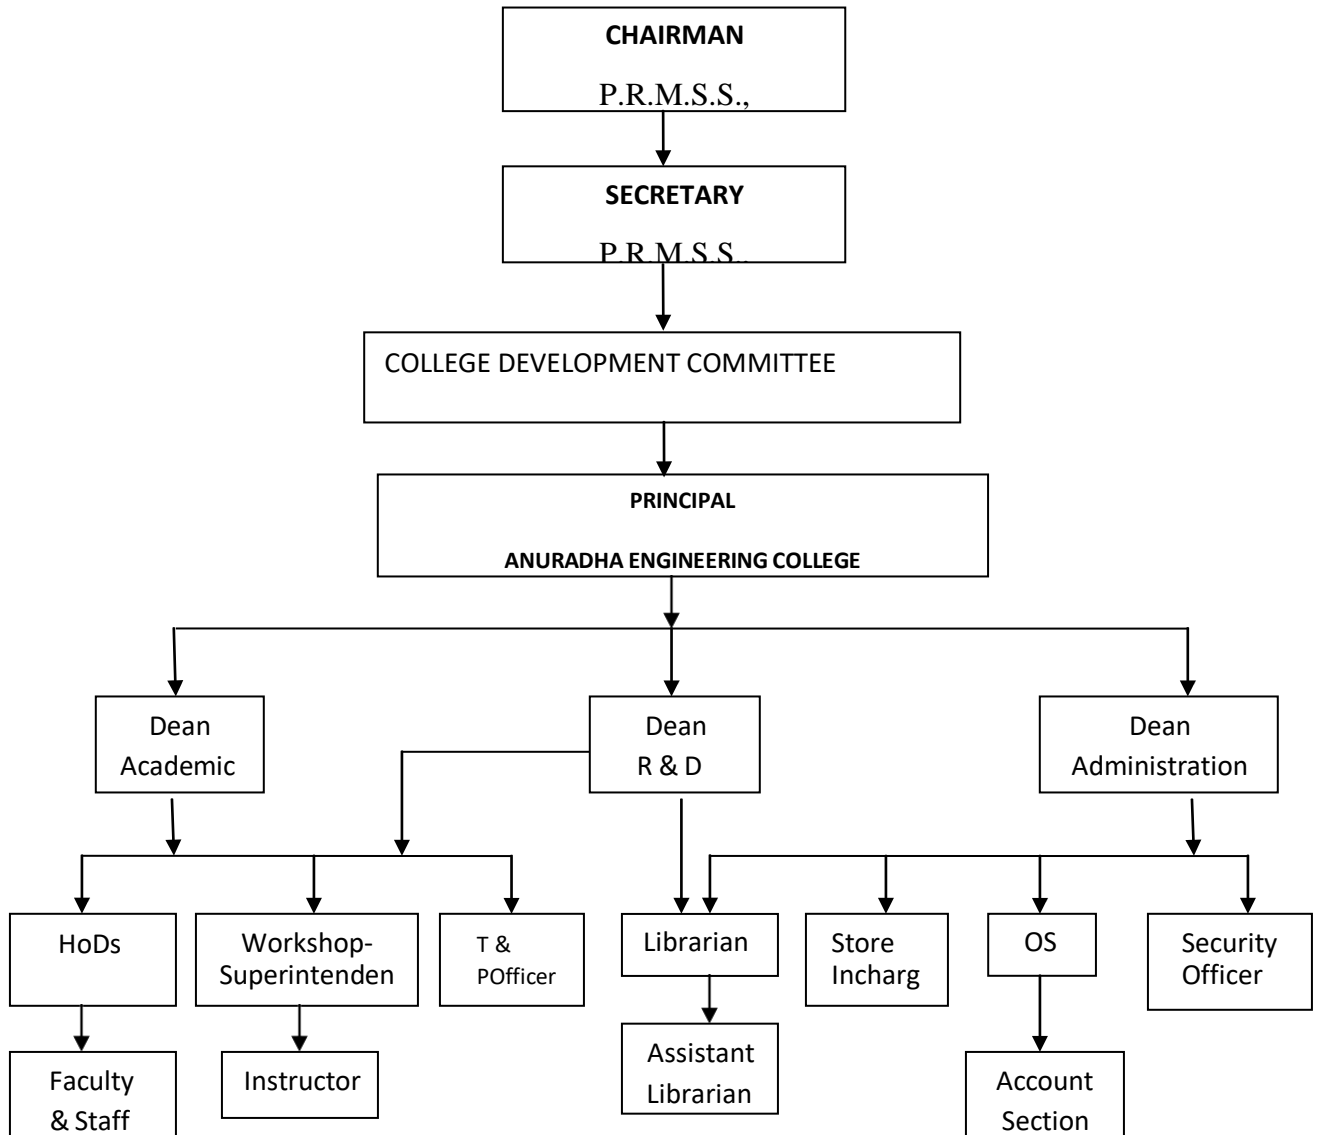 CHAIRMAN
P.R.M.S.S.,
SECRETARY
P.R.M.S.S..
COLLEGE DEVELOPMENT COMMITTEE
PRINCIPAL
ANURADHA ENGINEERING COLLEGE
Dean
Academic
Dean
R & D
Dean
Administration
HoDs
Workshop-
Superintenden
T &
POfficer
Librarian
Store
Incharg
OS
Security
Officer
Faculty
& Staff
Instructor
Assistant
Librarian
Account
Section